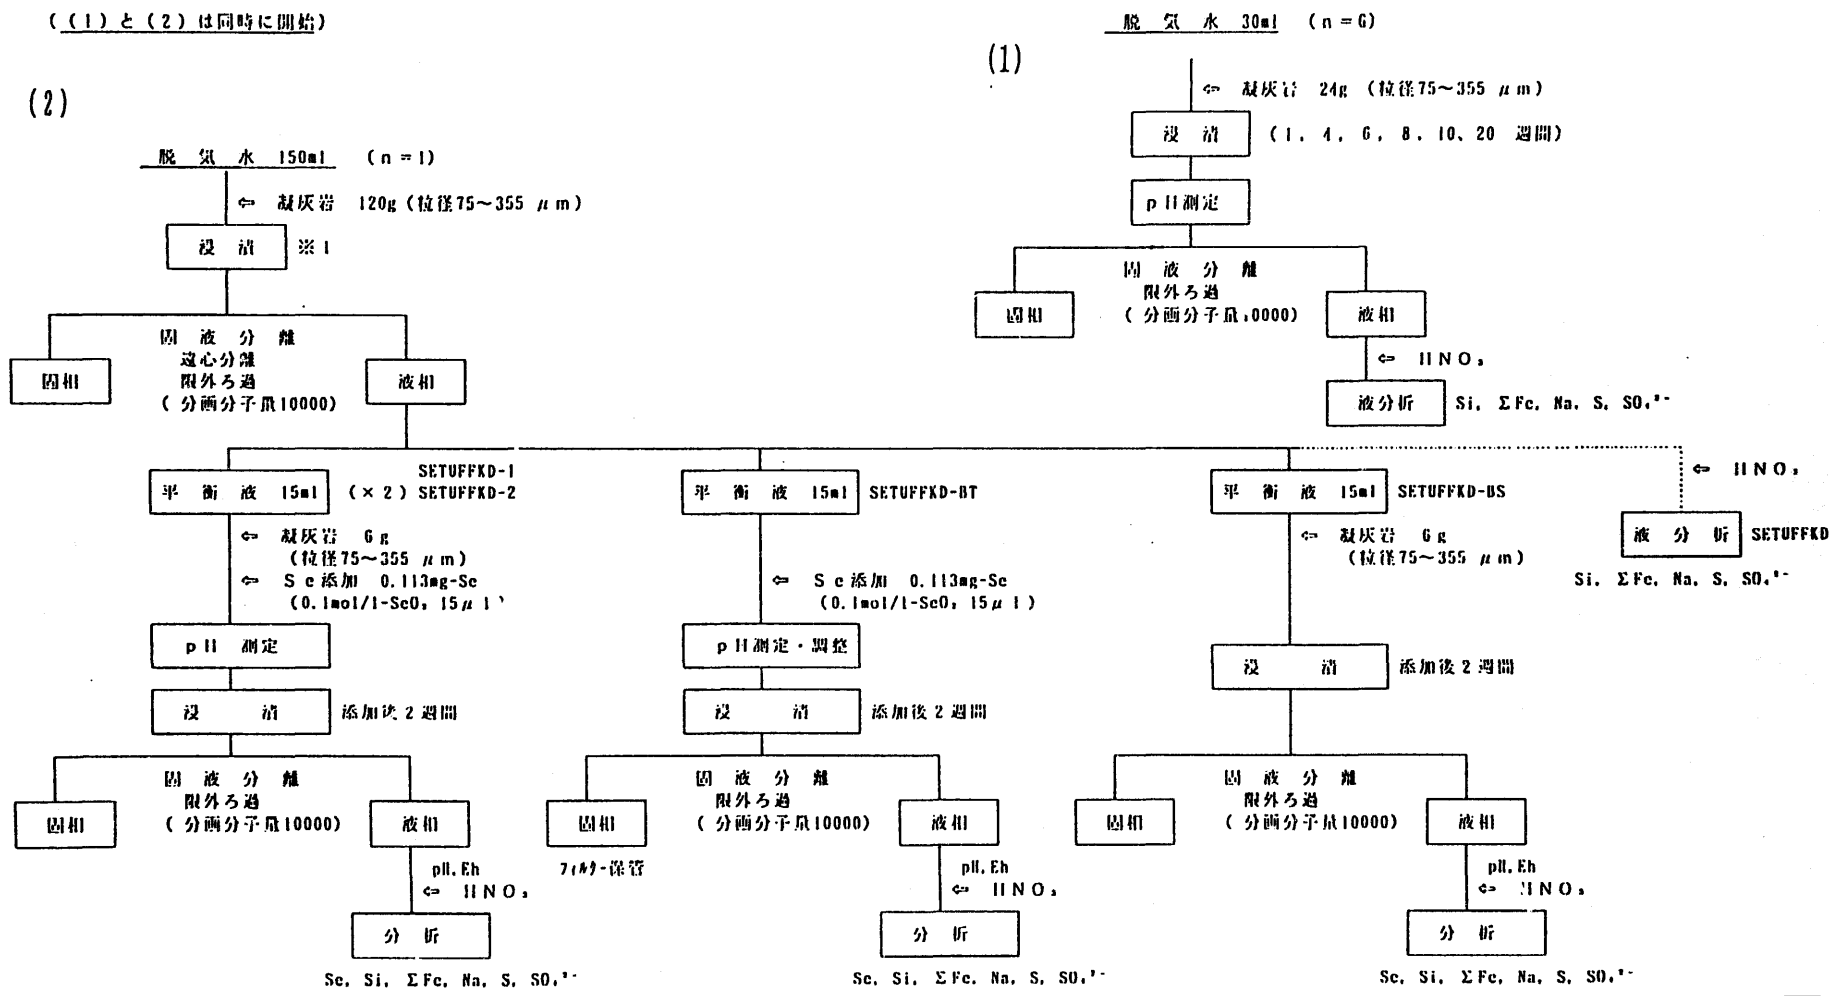 ((1)と(2)は同時に開始)
脱 気 水 30ml (n=6)
(1)
⇦ 凝灰岩 24g (粒径75~355 μm)
浸 漬 (1, 4, 6, 8, 10、20 週間)
pH測定
固 液 分 離
限外ろ過
固相 (分画分子量10000) 液相
⇦ HNO₃
液分析 Si, ΣFe, Na, S, SO₄²⁻
(2)
脱 気 水 150ml (n=1)
⇦ 凝灰岩 120g (粒径75~355 μm)
浸 漬 ※1
固 液 分 離
遠心分離
固相 限外ろ過 液相
(分画分子量10000)
SETUFFKD-1
平 衡 液 15ml (×2) SETUFFKD-2
⇦ 凝灰岩 6g
(粒径75~355 μm)
⇦ Se添加 0.113mg-Se
(0.1mol/l-SeO₂ 15μl)
pH 測定
浸 漬 添加後2週間
固 液 分 離
限外ろ過
固相 (分画分子量10000) 液相
pH, Eh
⇦ HNO₃
分 析
Se, Si, ΣFe, Na, S, SO₄²⁻
平 衡 液 15ml SETUFFKD-BT
⇦ Se添加 0.113mg-Se
(0.1mol/l-SeO₂ 15μl)
pH測定・調整
浸 漬 添加後2週間
固 液 分 離
限外ろ過
固相 (分画分子量10000) 液相
フィルター保管
pH, Eh
⇦ HNO₃
分 析
Se, Si, ΣFe, Na, S, SO₄²⁻
平 衡 液 15ml SETUFFKD-BS
⇦ 凝灰岩 6g
(粒径75~355 μm)
浸 漬 添加後2週間
固 液 分 離
限外ろ過
固相 (分画分子量10000) 液相
pH, Eh
⇦ HNO₃
分 析
Se, Si, ΣFe, Na, S, SO₄²⁻
⇦ HNO₃
液 分 析 SETUFFKD
Si, ΣFe, Na, S, SO₄²⁻